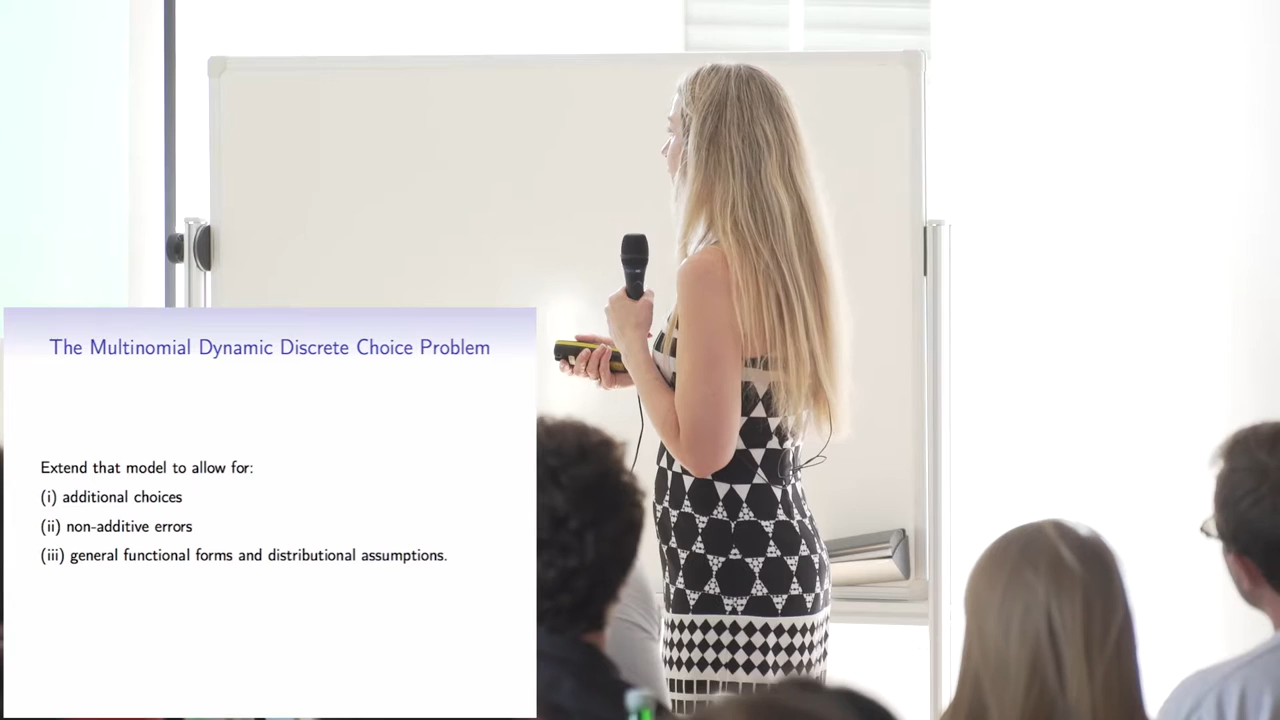 The Multinomial Dynamic Discrete Choice Problem
Extend that model to allow for:
(i) additional choices
(ii) non-additive errors
(iii) general functional forms and distributional assumptions.